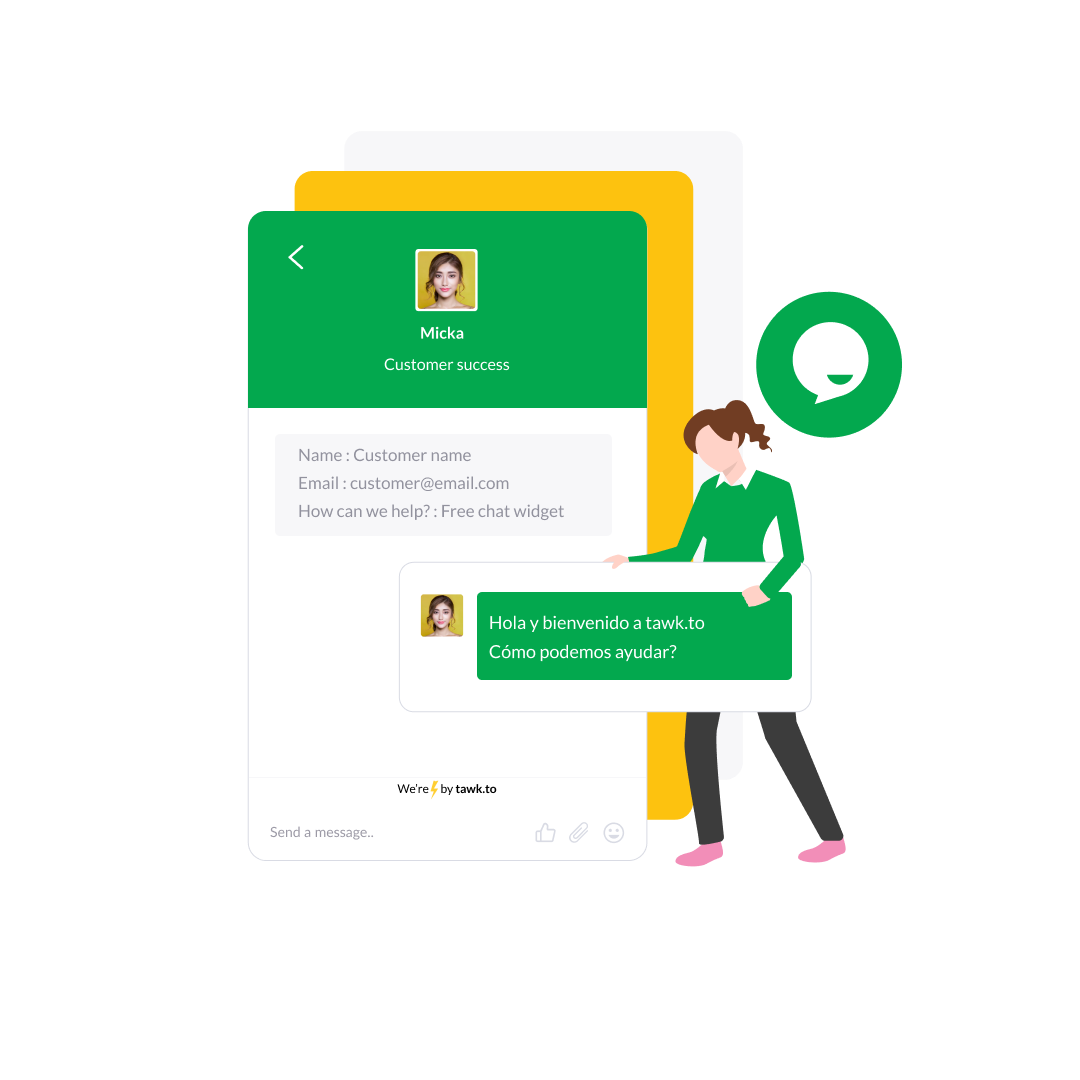 Micka
Customer success
Name : Customer name
Email : customer@email.com
How can we help? : Free chat widget
Hola y bienvenido a tawk.to
Cómo podemos ayudar?
We're by tawk.to
Send a message..